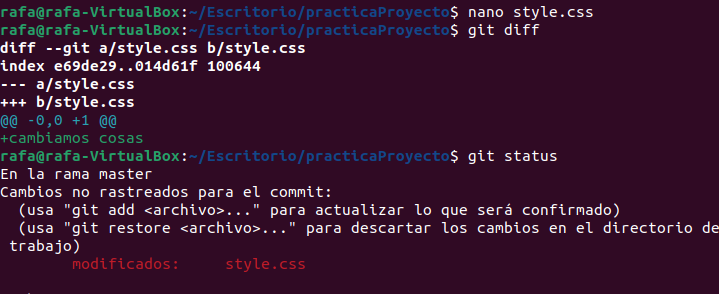 rafa@rafa-VirtualBox:~/Escritorio/practicaProyecto$ nano style.css
rafa@rafa-VirtualBox:~/Escritorio/practicaProyecto$ git diff
diff --git a/style.css b/style.css
index e69de29..014d61f 100644
--- a/style.css
+++ b/style.css
@@ -0,0 +1 @@
+cambiamos cosas
rafa@rafa-VirtualBox:~/Escritorio/practicaProyecto$ git status
En la rama master
Cambios no rastreados para el commit:
  (usa "git add <archivo>..." para actualizar lo que será confirmado)
  (usa "git restore <archivo>..." para descartar los cambios en el directorio de
 trabajo)
        modificados:     style.css